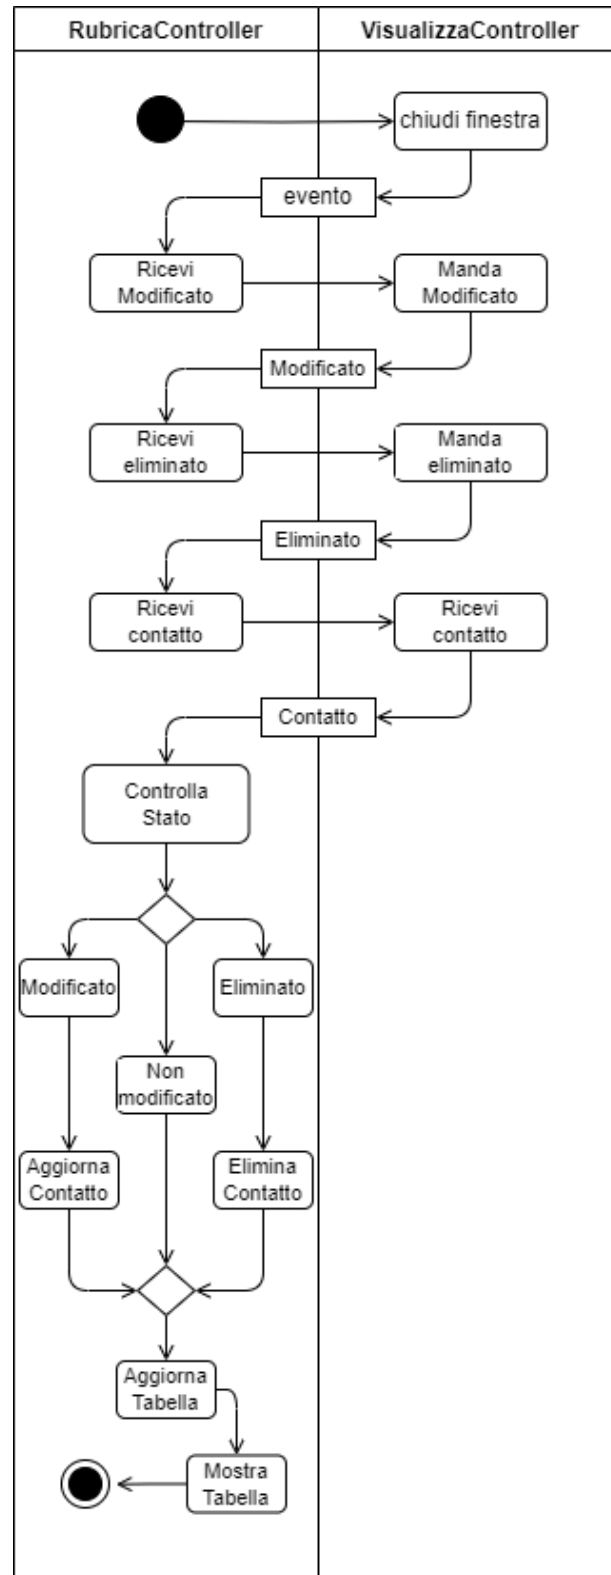 RubricaController
VisualizzaController
chiudi finestra
evento
Ricevi
Modificato
Manda
Modificato
Modificato
Ricevi
eliminato
Manda
eliminato
Eliminato
Ricevi
contatto
Ricevi
contatto
Contatto
Controlla
Stato
Modificato
Eliminato
Non
modificato
Aggiorna
Contatto
Elimina
Contatto
Aggiorna
Tabella
Mostra
Tabella